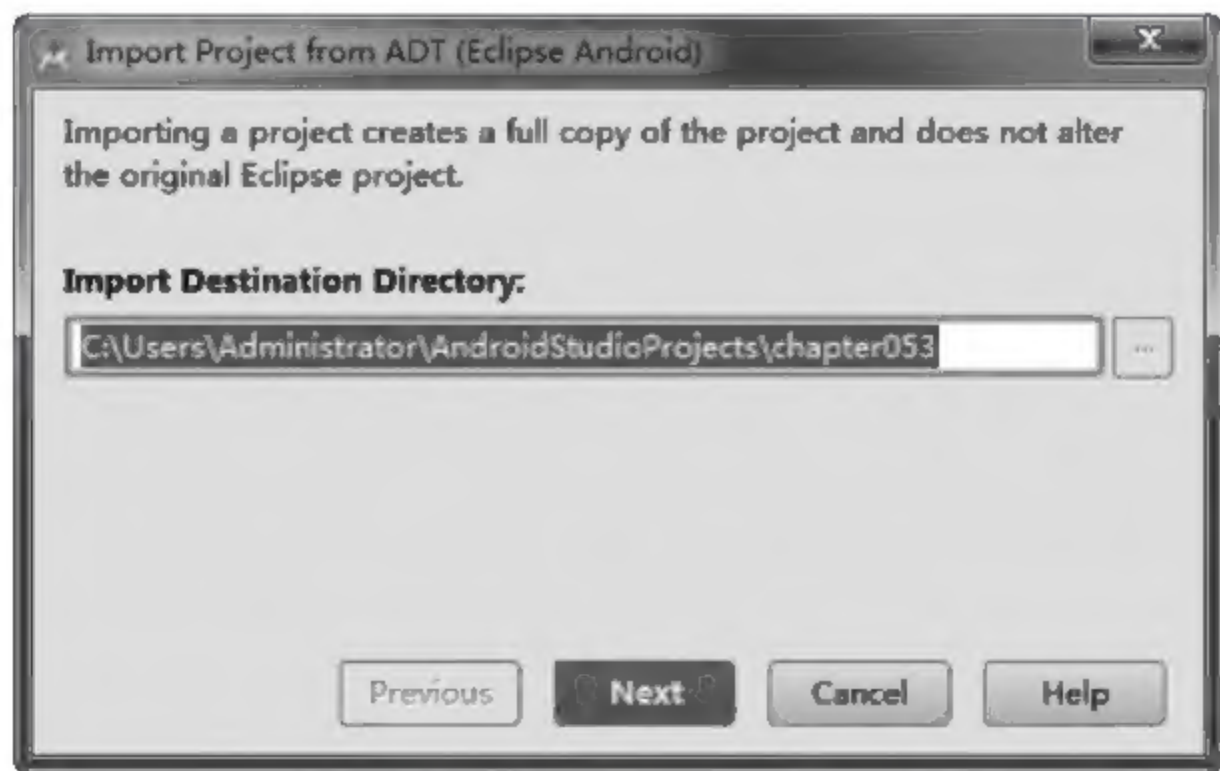 Import Project from ADT (Eclipse Android)
X
Importing a project creates a full copy of the project and does not alter
the original Eclipse project.
Import Destination Directory:
C:\Users\Administrator\AndroidStudioProjects\chapter053
...
Previous
Next
Cancel
Help